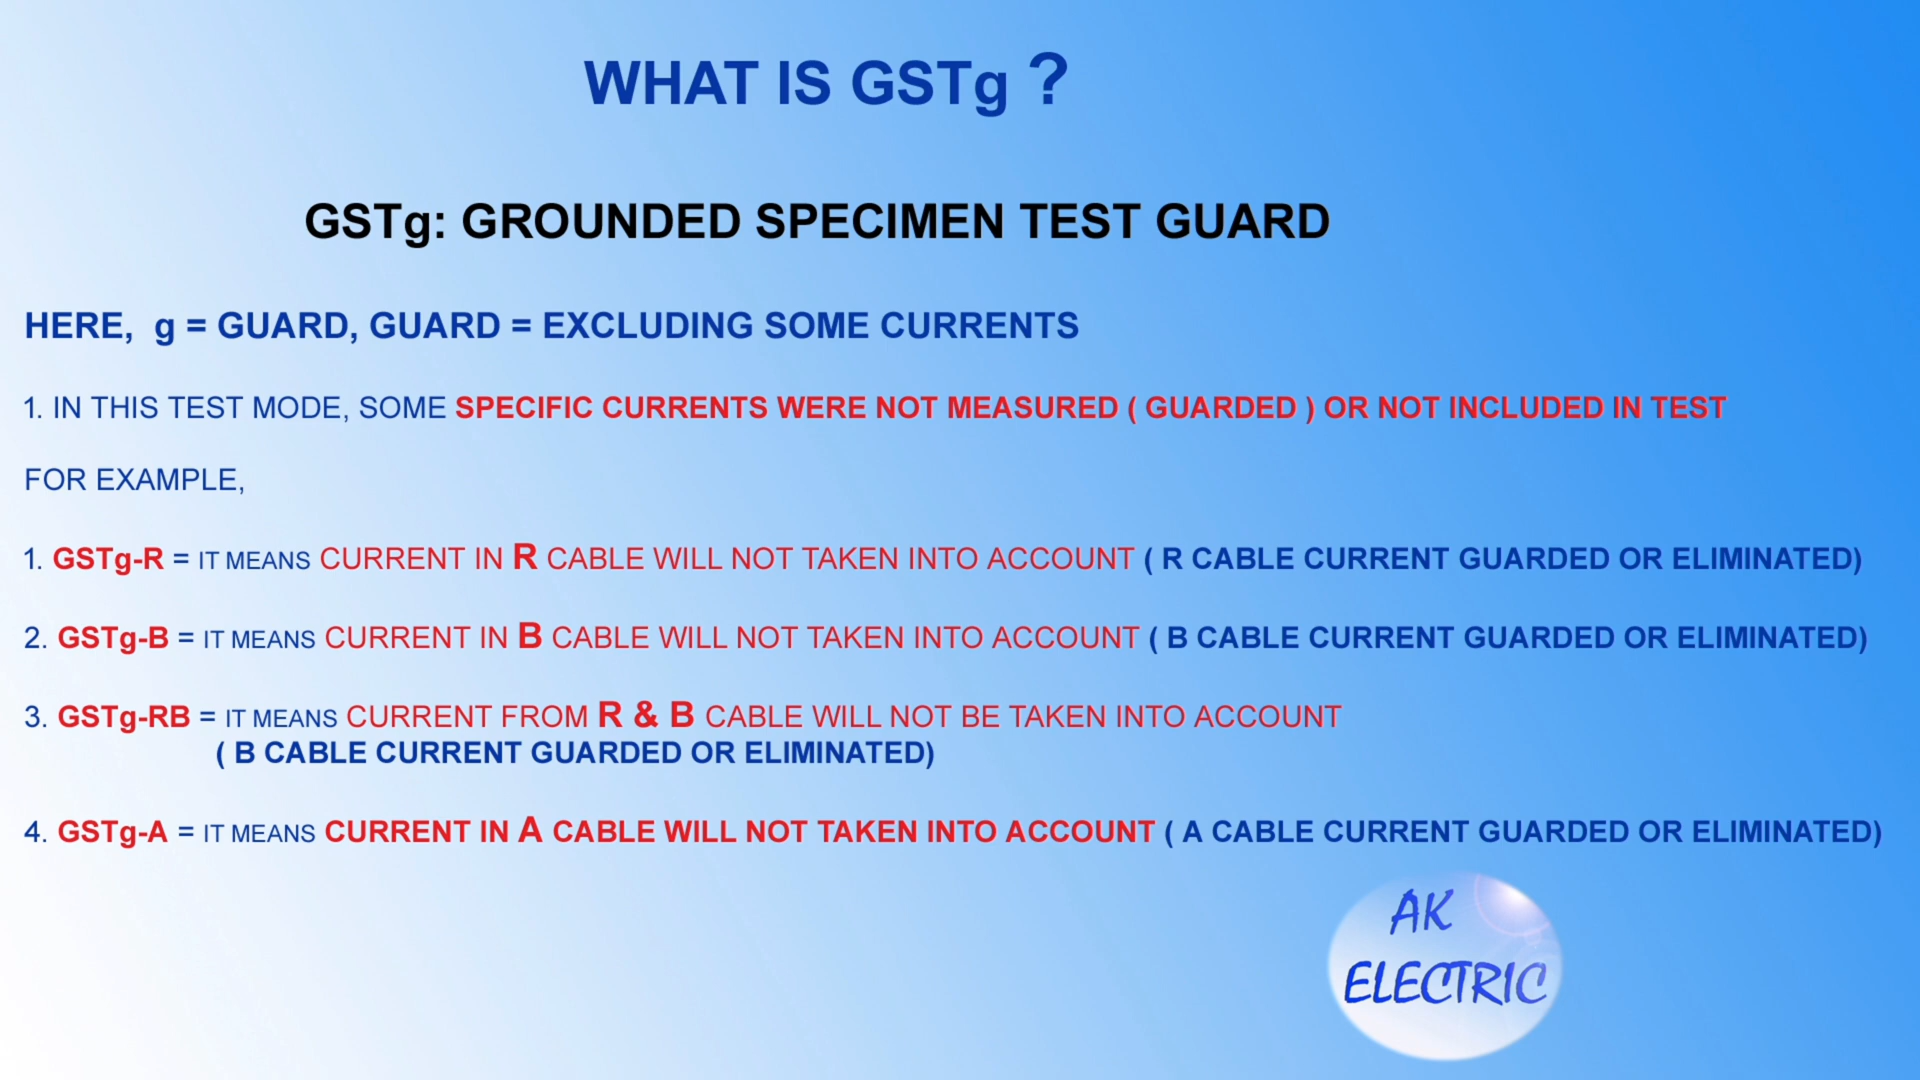 WHAT IS GSTg ?
GSTg: GROUNDED SPECIMEN TEST GUARD
HERE, g = GUARD, GUARD = EXCLUDING SOME CURRENTS
1. IN THIS TEST MODE, SOME SPECIFIC CURRENTS WERE NOT MEASURED ( GUARDED ) OR NOT INCLUDED IN TEST
FOR EXAMPLE,
1. GSTg-R = IT MEANS CURRENT IN R CABLE WILL NOT TAKEN INTO ACCOUNT ( R CABLE CURRENT GUARDED OR ELIMINATED)
2. GSTg-B = IT MEANS CURRENT IN B CABLE WILL NOT TAKEN INTO ACCOUNT ( B CABLE CURRENT GUARDED OR ELIMINATED)
3. GSTg-RB = IT MEANS CURRENT FROM R & B CABLE WILL NOT BE TAKEN INTO ACCOUNT
( B CABLE CURRENT GUARDED OR ELIMINATED)
4. GSTg-A = IT MEANS CURRENT IN A CABLE WILL NOT TAKEN INTO ACCOUNT ( A CABLE CURRENT GUARDED OR ELIMINATED)
AK
ELECTRIC